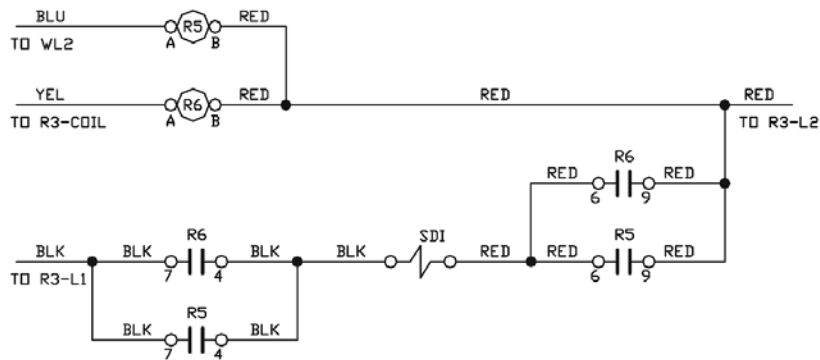 BLU R5 RED
TO WL2 A B
YEL R6 RED RED RED
TO R3-COIL A B TO R3-L2
R6
RED RED
6 9
R6 SDI R5
BLK BLK BLK BLK RED RED RED
TO R3-L1 7 4 6 9
R5
BLK BLK
7 4